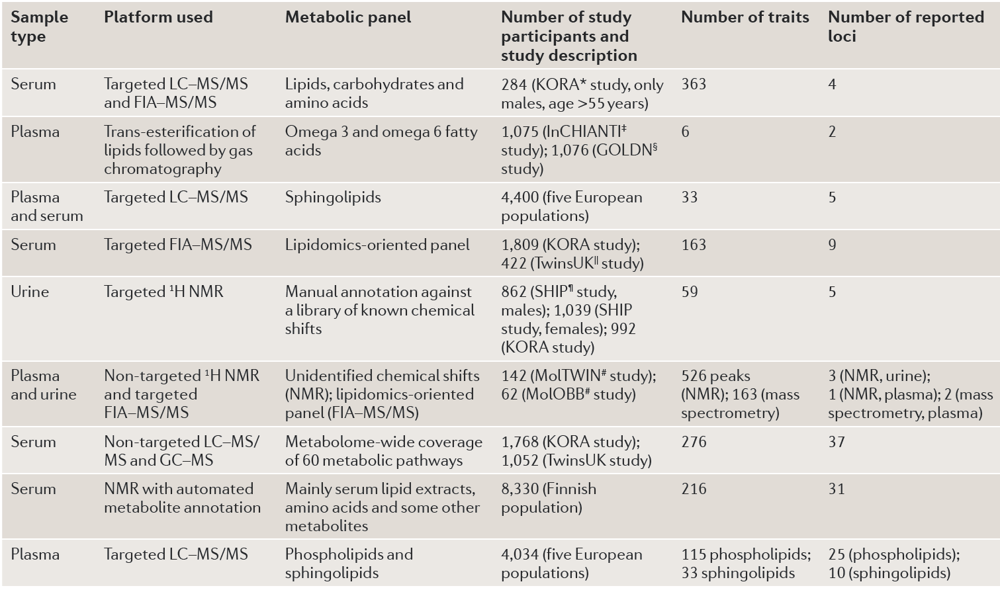 Sample type
Platform used
Metabolic panel
Number of study participants and study description
Number of traits
Number of reported loci
Serum
Targeted LC–MS/MS
and FIA–MS/MS
Lipids, carbohydrates and
amino acids
284 (KORA* study, only
males, age >55 years)
363
4
Plasma
Trans-esterification of
lipids followed by gas
chromatography
Omega 3 and omega 6 fatty
acids
1,075 (InCHIANTI‡
study); 1,076 (GOLDN§
study)
6
2
Plasma
and serum
Targeted LC–MS/MS
Sphingolipids
4,400 (five European
populations)
33
5
Serum
Targeted FIA–MS/MS
Lipidomics-oriented panel
1,809 (KORA study);
422 (TwinsUK|| study)
163
9
Urine
Targeted ¹H NMR
Manual annotation against
a library of known chemical
shifts
862 (SHIP¶ study,
males); 1,039 (SHIP
study, females); 992
(KORA study)
59
5
Plasma
and urine
Non-targeted ¹H NMR
and targeted
FIA–MS/MS
Unidentified chemical shifts
(NMR); lipidomics-oriented
panel (FIA–MS/MS)
142 (MolTWIN# study);
62 (MolOBB# study)
526 peaks
(NMR); 163 (mass
spectrometry)
3 (NMR, urine);
1 (NMR, plasma); 2 (mass
spectrometry, plasma)
Serum
Non-targeted LC–MS/
MS and GC–MS
Metabolome-wide coverage
of 60 metabolic pathways
1,768 (KORA study);
1,052 (TwinsUK study)
276
37
Serum
NMR with automated
metabolite annotation
Mainly serum lipid extracts,
amino acids and some other
metabolites
8,330 (Finnish
population)
216
31
Plasma
Targeted LC–MS/MS
Phospholipids and
sphingolipids
4,034 (five European
populations)
115 phospholipids;
33 sphingolipids
25 (phospholipids);
10 (sphingolipids)